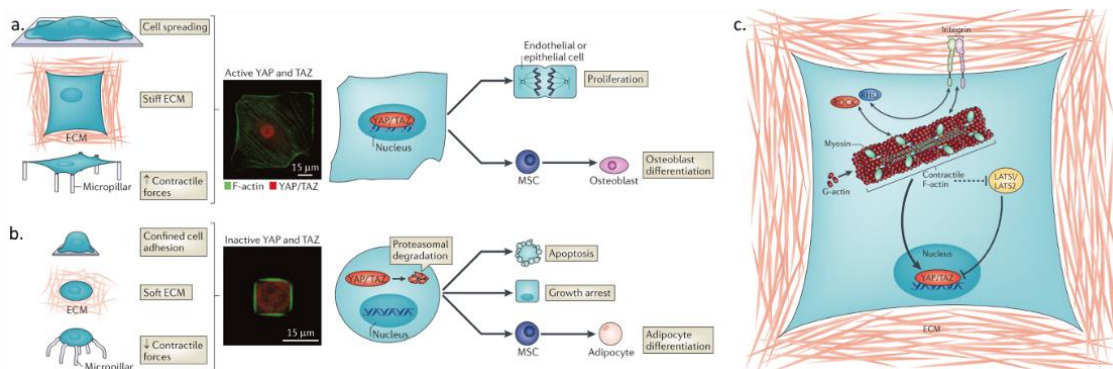 a.
Cell spreading
Stiff ECM
ECM
Micropillar
↑ Contractile
forces
Active YAP and TAZ
15 µm
F-actin YAP/TAZ
YAP/TAZ
Nucleus
Endothelial or
epithelial cell
Proliferation
MSC
Osteoblast
Osteoblast
differentiation
b.
Confined cell
adhesion
Soft ECM
ECM
↓ Contractile
forces
Micropillar
Inactive YAP and TAZ
15 µm
Proteasomal
degradation
YAP/TAZ
Nucleus
Apoptosis
Growth arrest
MSC
Adipocyte
Adipocyte
differentiation
c.
Integrin
ROCK
Myosin
G-actin
Contractile
F-actin
LATS1/
LATS2
Nucleus
YAP/TAZ
ECM